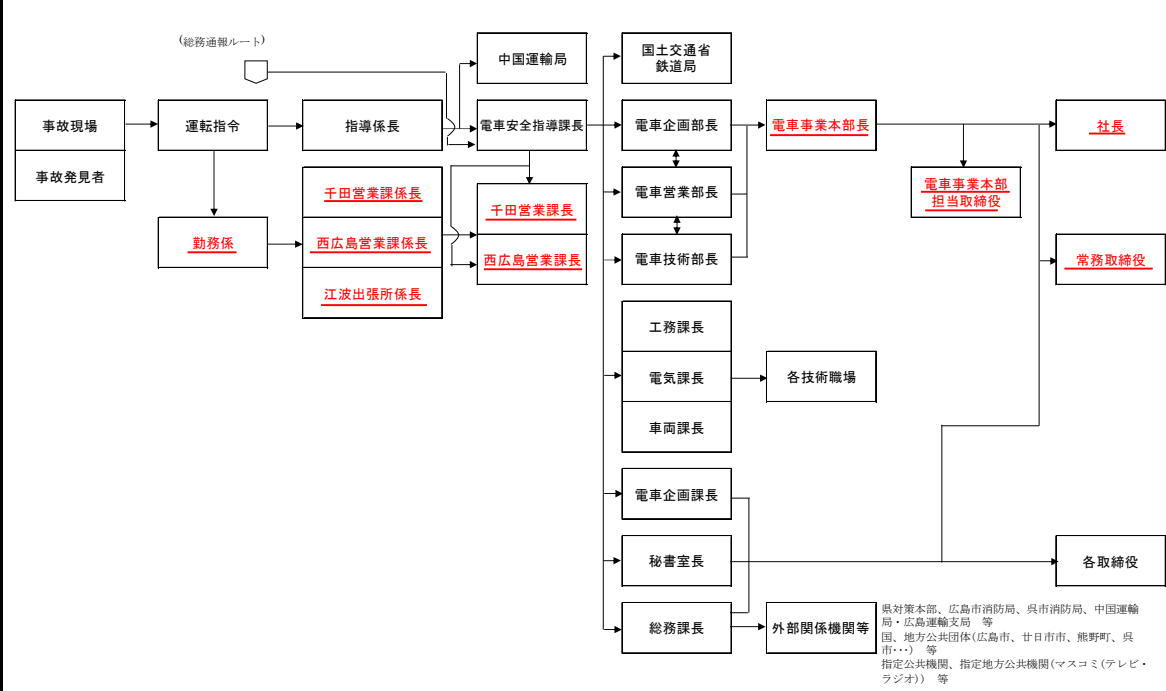 (総務通報ルート)
中国運輸局
国土交通省
鉄道局
事故現場
事故発見者
運転指令
指導係長
電車安全指導課長
電車企画部長
電車事業本部長
社長
千田営業課係長
西広島営業課係長
江波出張所係長
千田営業課長
西広島営業課長
電車営業部長
電車事業本部
担当取締役
勤務係
電車技術部長
常務取締役
工務課長
電気課長
車両課長
各技術職場
電車企画課長
秘書室長
各取締役
総務課長
外部関係機関等
県対策本部、広島市消防局、呉市消防局、中国運輸
局・広島運輸支局　等
国、地方公共団体(広島市、廿日市市、熊野町、呉
市･･･)　等
指定公共機関、指定地方公共機関(マスコミ(テレビ・
ラジオ))　等